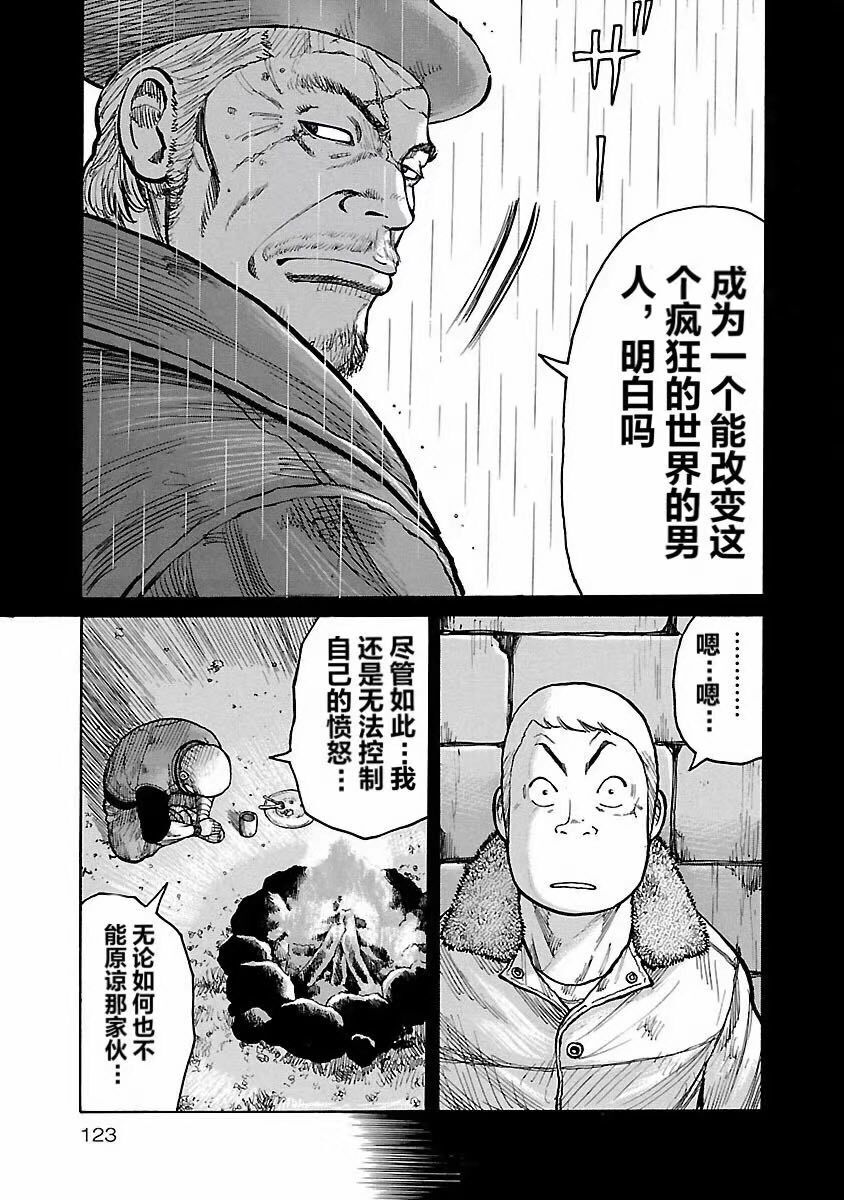 ザァァ
成为一个能改变这
个疯狂的世界的男
人，明白吗
………
嗯…嗯…
尽管如此…我
还是无法控制
自己的愤怒…
无论如何也不
能原谅那家伙…
123